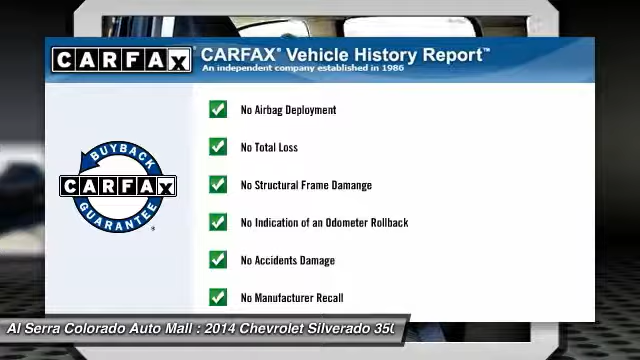 CARFAX
CARFAX® Vehicle History Report™
An independent company established in 1986
No Airbag Deployment
No Total Loss
No Structural Frame Damange
No Indication of an Odometer Rollback
No Accidents Damage
No Manufacturer Recall
BUYBACK
CARFAX
GUARANTEE®
Al Serra Colorado Auto Mall : 2014 Chevrolet Silverado 350